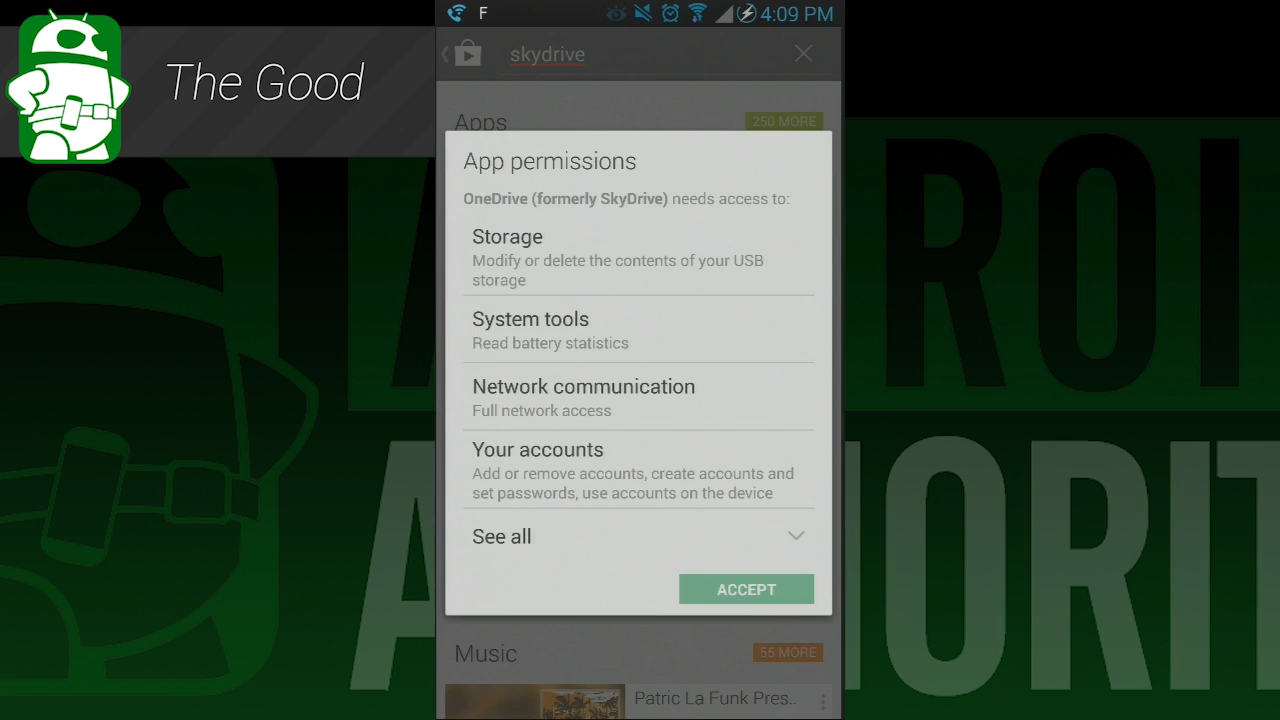 The Good
F
4:09 PM
skydrive
Apps
250 MORE
App permissions
OneDrive (formerly SkyDrive) needs access to:
Storage
Modify or delete the contents of your USB
storage
System tools
Read battery statistics
Network communication
Full network access
Your accounts
Add or remove accounts, create accounts and
set passwords, use accounts on the device
See all
ACCEPT
Music
55 MORE
Patric La Funk Pres..